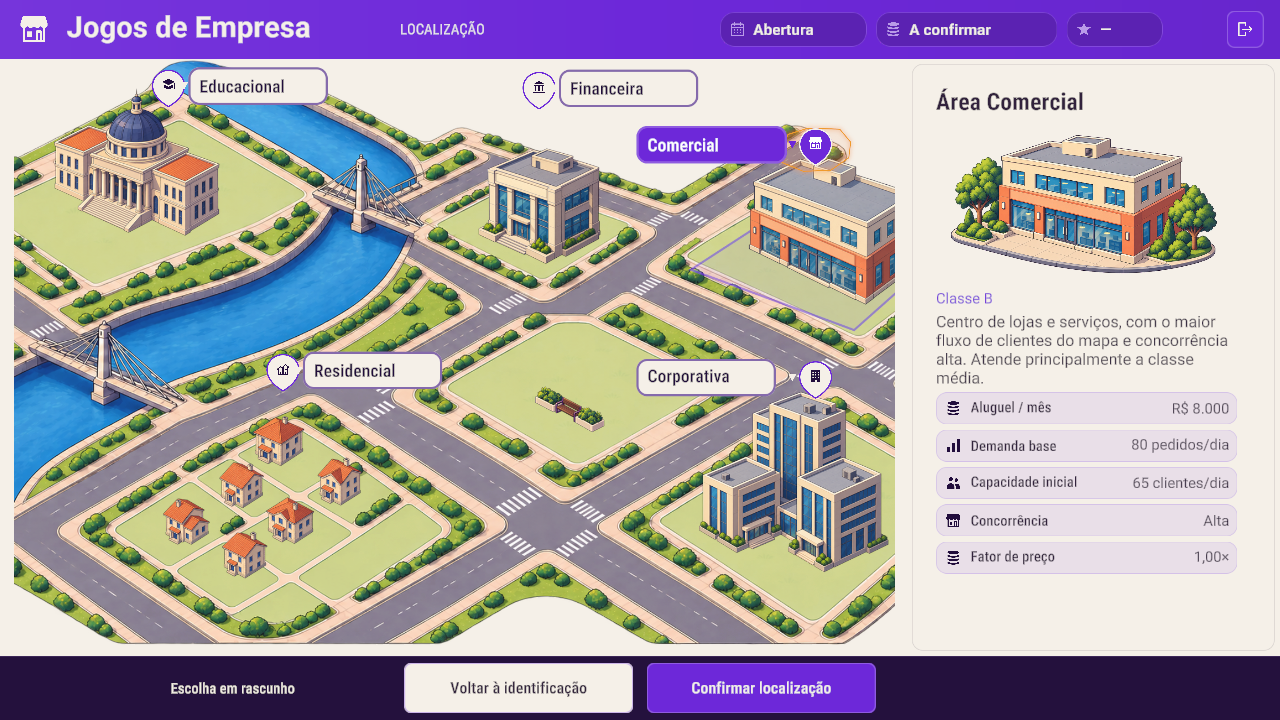 Jogos de Empresa
LOCALIZAÇÃO
Abertura
A confirmar
–
Educacional
Financeira
Comercial
Residencial
Corporativa
Área Comercial
Classe B
Centro de lojas e serviços, com o maior
fluxo de clientes do mapa e concorrência
alta. Atende principalmente a classe
média.
Aluguel / mês R$ 8.000
Demanda base 80 pedidos/dia
Capacidade inicial 65 clientes/dia
Concorrência Alta
Fator de preço 1,00×
Escolha em rascunho
Voltar à identificação
Confirmar localização